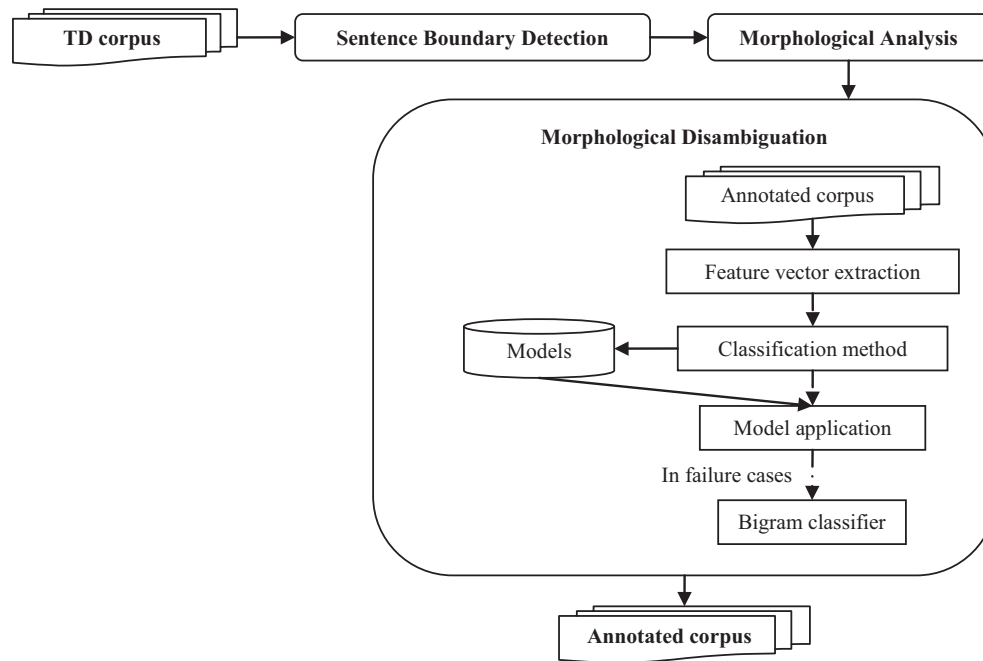 TD corpus
Sentence Boundary Detection
Morphological Analysis
Morphological Disambiguation
Annotated corpus
Feature vector extraction
Models
Classification method
Model application
In failure cases
Bigram classifier
Annotated corpus